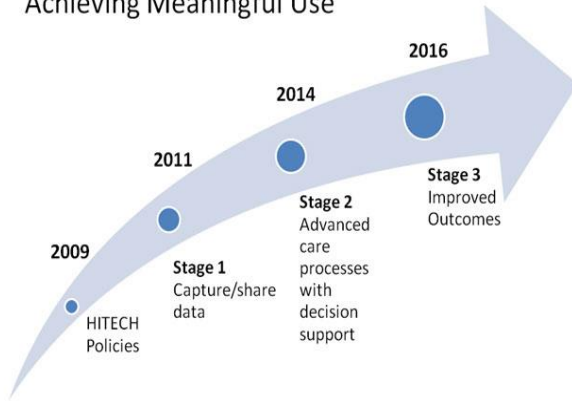 Achieving Meaningful Use
2009
HITECH
Policies
2011
Stage 1
Capture/share
data
2014
Stage 2
Advanced
care
processes
with
decision
support
2016
Stage 3
Improved
Outcomes